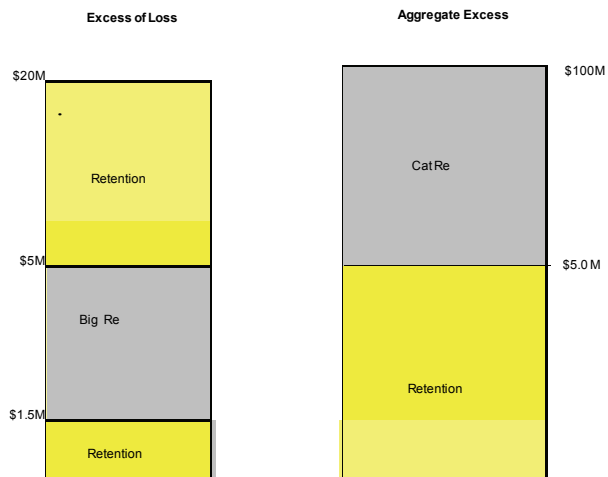 Excess of Loss
Aggregate Excess
$20M
Retention
$5M
Big Re
$1.5M
Retention
$100M
Cat Re
$5.0 M
Retention